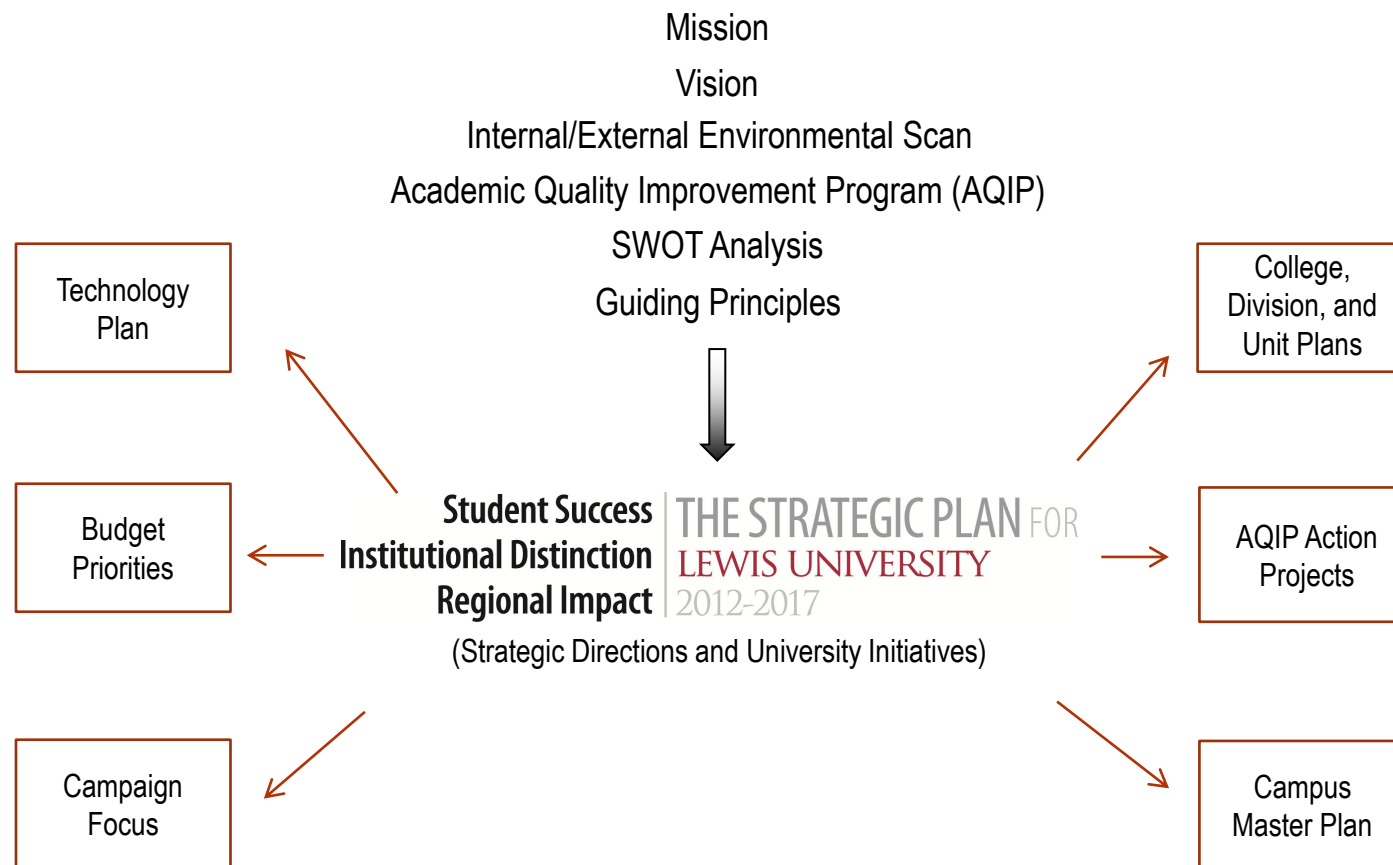 Mission
Vision
Internal/External Environmental Scan
Academic Quality Improvement Program (AQIP)
SWOT Analysis
Guiding Principles
Technology
Plan
College,
Division, and
Unit Plans
Budget
Priorities
Student Success
Institutional Distinction
Regional Impact
THE STRATEGIC PLAN FOR
LEWIS UNIVERSITY
2012-2017
(Strategic Directions and University Initiatives)
AQIP Action
Projects
Campaign
Focus
Campus
Master Plan